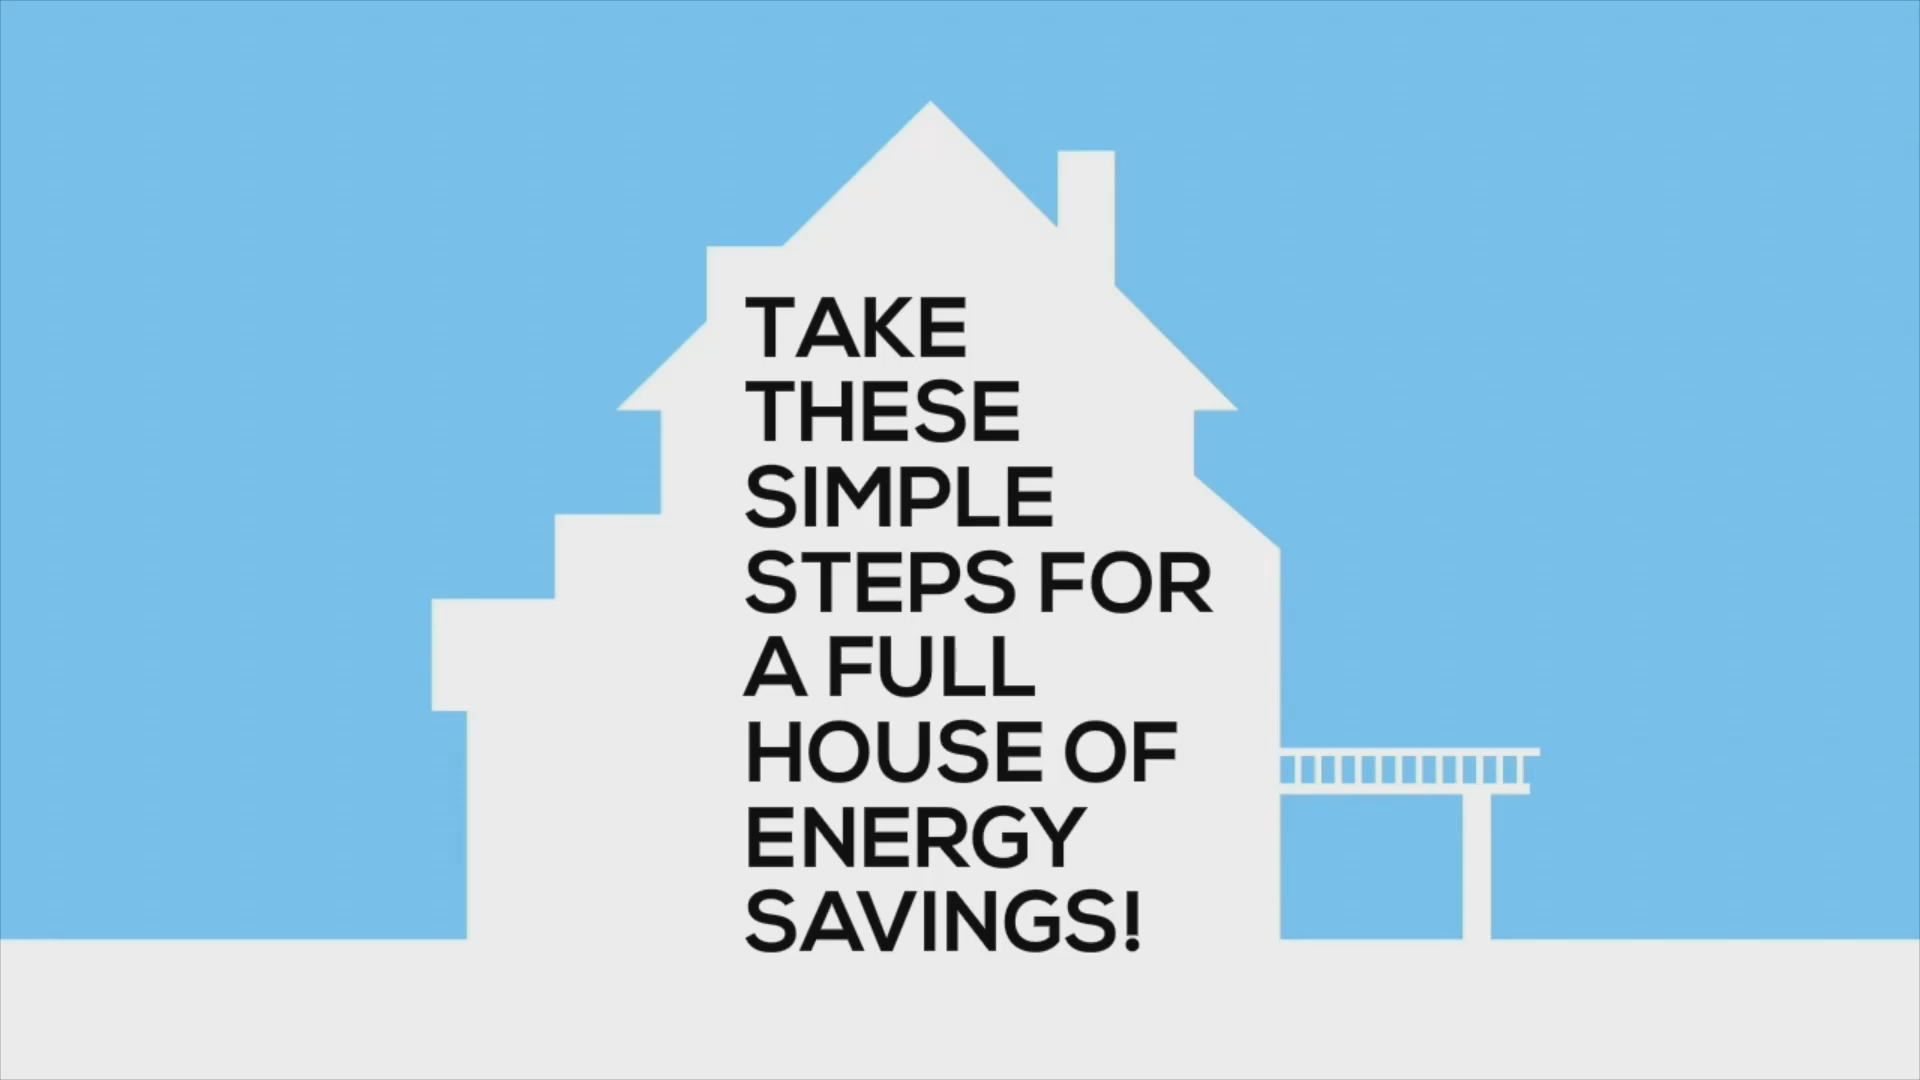 TAKE
THESE
SIMPLE
STEPS FOR
A FULL
HOUSE OF
ENERGY
SAVINGS!